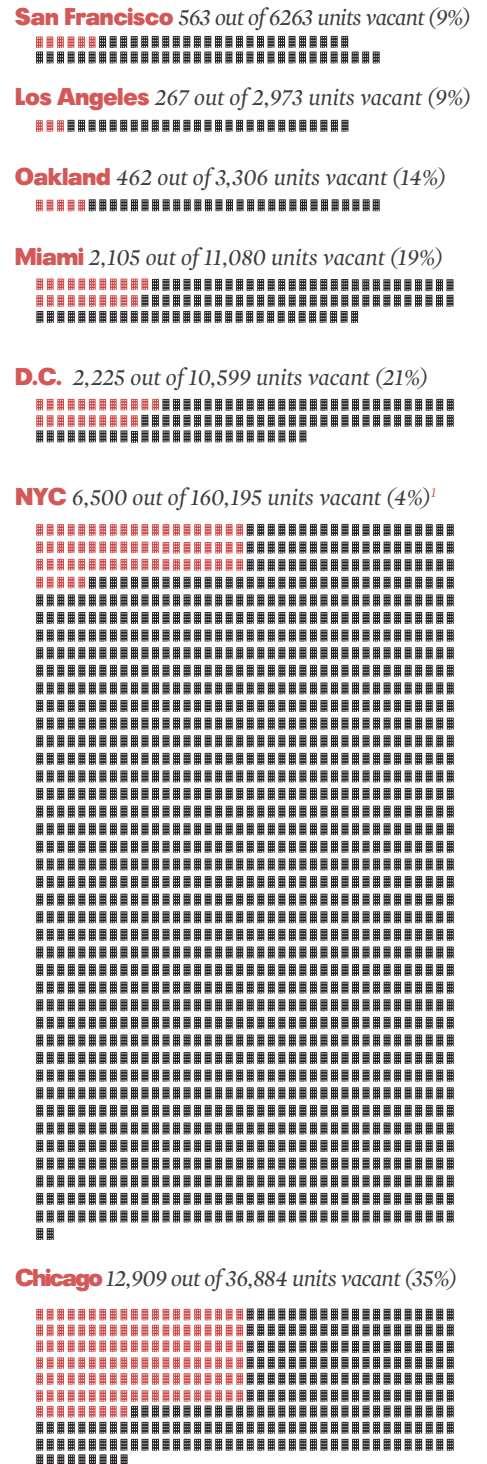 San Francisco 563 out of 6263 units vacant (9%)
Los Angeles 267 out of 2,973 units vacant (9%)
Oakland 462 out of 3,306 units vacant (14%)
Miami 2,105 out of 11,080 units vacant (19%)
D.C. 2,225 out of 10,599 units vacant (21%)
NYC 6,500 out of 160,195 units vacant (4%)1
Chicago 12,909 out of 36,884 units vacant (35%)